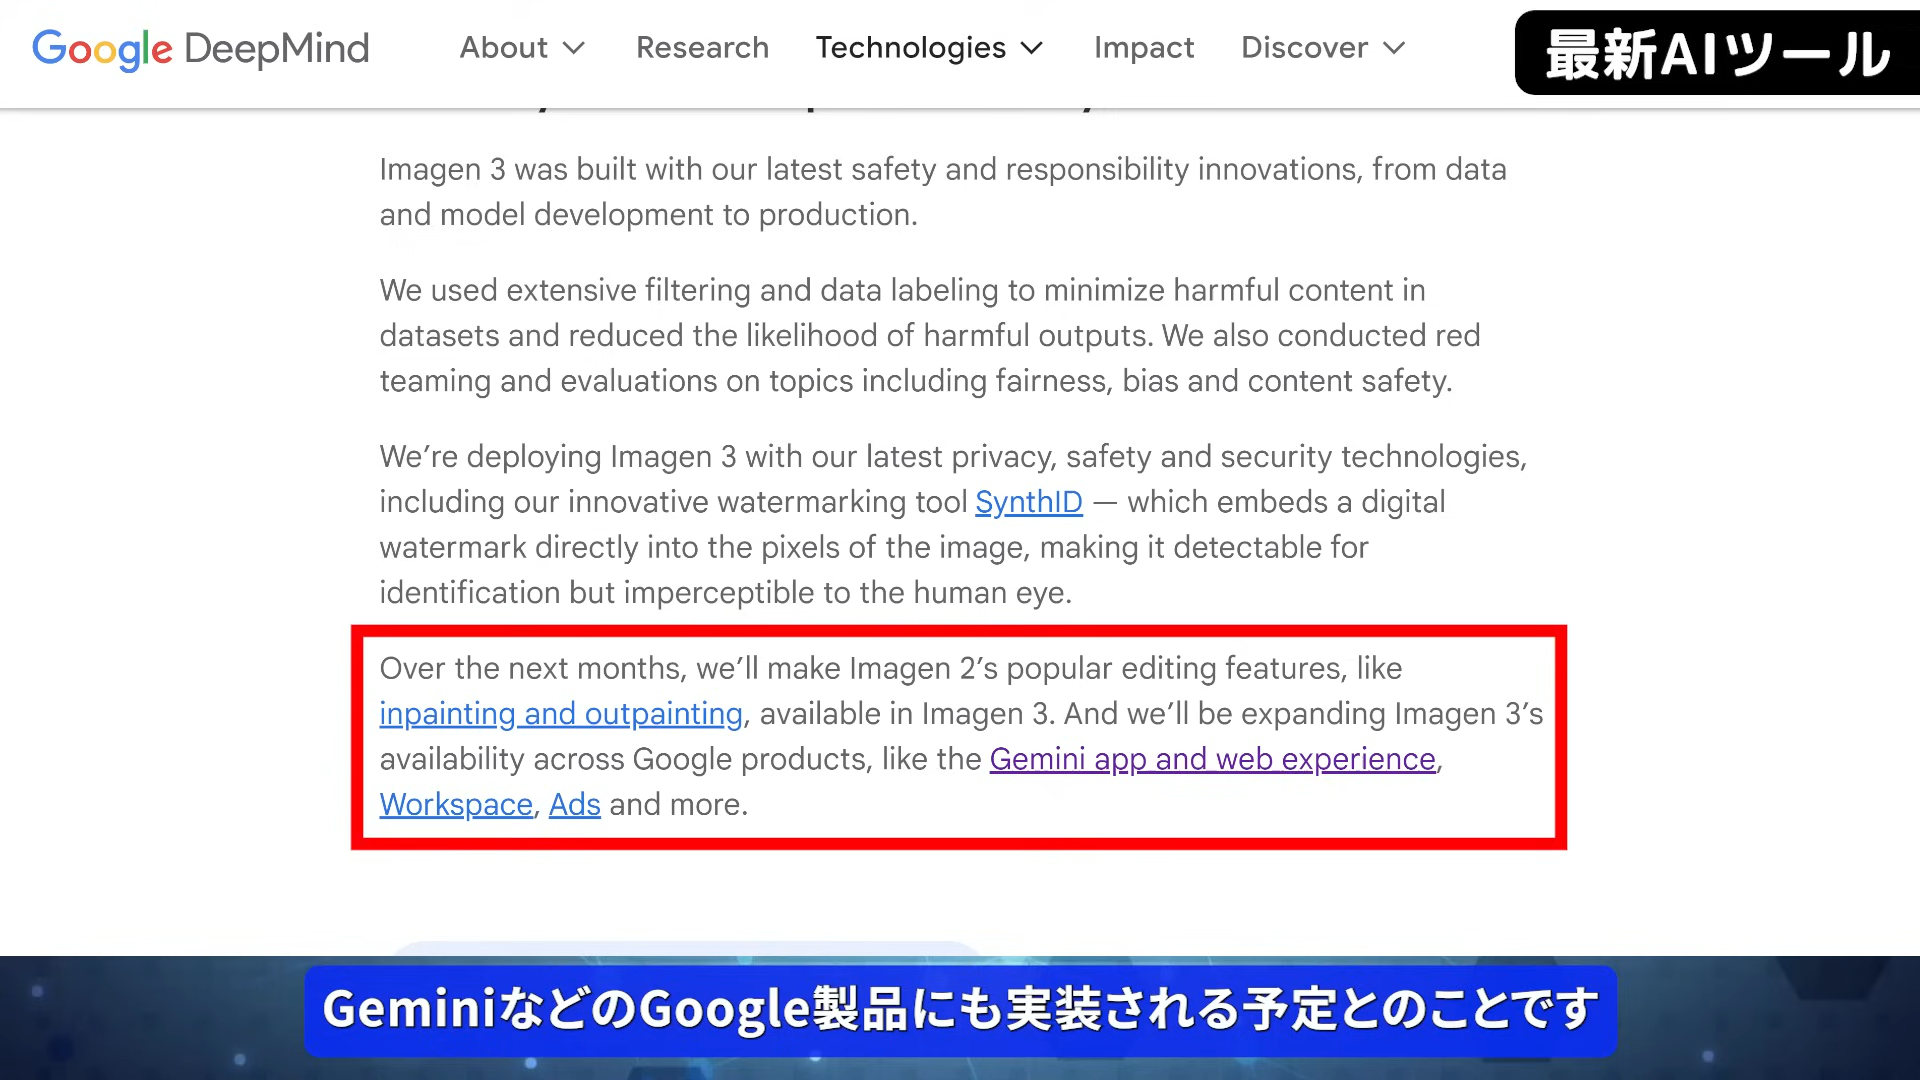 Google DeepMind
About
Research
Technologies
Impact
Discover
最新AIツール
Imagen 3 was built with our latest safety and responsibility innovations, from data
and model development to production.
We used extensive filtering and data labeling to minimize harmful content in
datasets and reduced the likelihood of harmful outputs. We also conducted red
teaming and evaluations on topics including fairness, bias and content safety.
We’re deploying Imagen 3 with our latest privacy, safety and security technologies,
including our innovative watermarking tool SynthID — which embeds a digital
watermark directly into the pixels of the image, making it detectable for
identification but imperceptible to the human eye.
Over the next months, we’ll make Imagen 2’s popular editing features, like
inpainting and outpainting, available in Imagen 3. And we’ll be expanding Imagen 3’s
availability across Google products, like the Gemini app and web experience,
Workspace, Ads and more.
GeminiなどのGoogle製品にも実装される予定とのことです